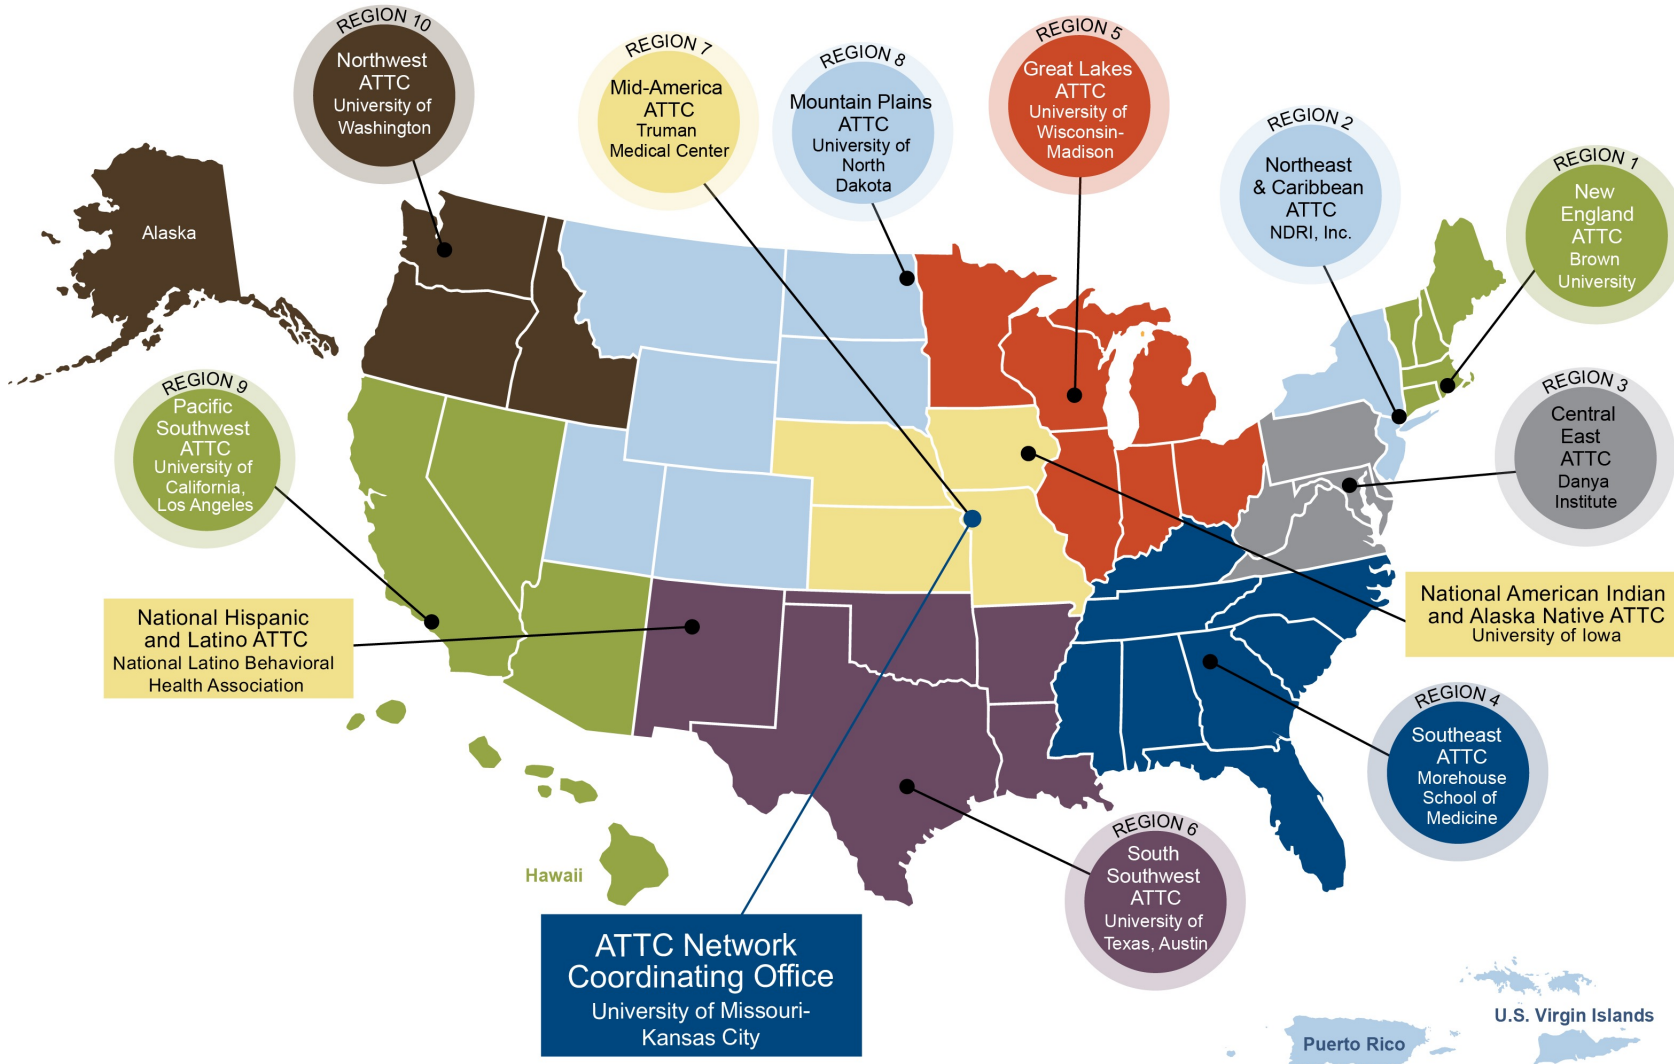 REGION 10
Northwest
ATTC
University of
Washington
REGION 7
Mid-America
ATTC
Truman
Medical Center
REGION 8
Mountain Plains
ATTC
University of
North
Dakota
REGION 5
Great Lakes
ATTC
University of
Wisconsin-
Madison
REGION 2
Northeast
& Caribbean
ATTC
NDRI, Inc.
REGION 1
New
England
ATTC
Brown
University
Alaska
REGION 9
Pacific
Southwest
ATTC
University of
California,
Los Angeles
REGION 3
Central
East
ATTC
Danya
Institute
National Hispanic
and Latino ATTC
National Latino Behavioral
Health Association
National American Indian
and Alaska Native ATTC
University of Iowa
REGION 4
Southeast
ATTC
Morehouse
School of
Medicine
REGION 6
South
Southwest
ATTC
University of
Texas, Austin
Hawaii
ATTC Network
Coordinating Office
University of Missouri-
Kansas City
U.S. Virgin Islands
Puerto Rico